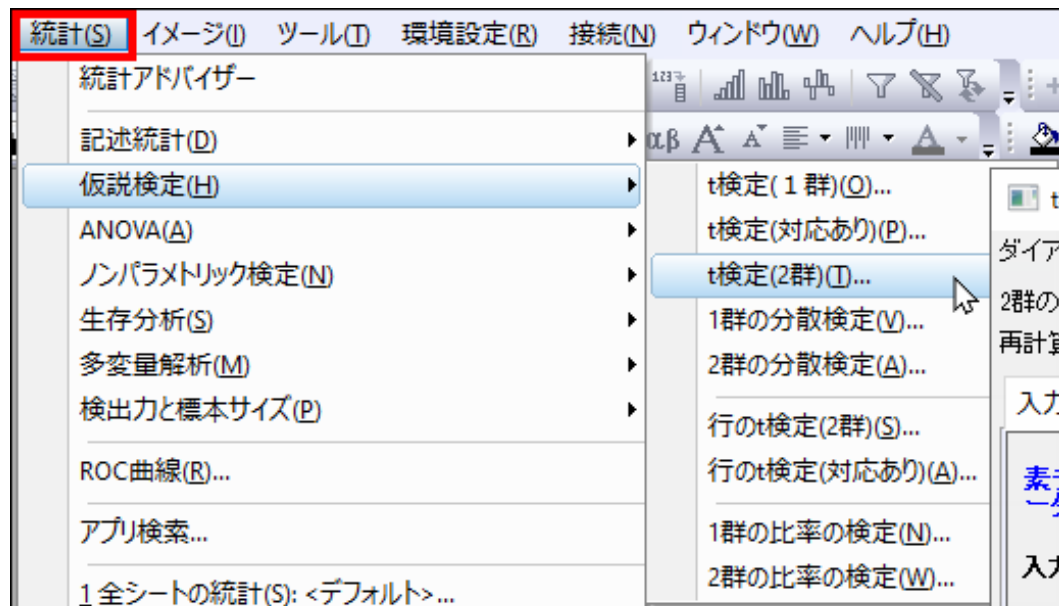 統計(S) イメージ(I) ツール(T) 環境設定(R) 接続(N) ウィンドウ(W) ヘルプ(H)
統計アドバイザー
記述統計(D)
仮説検定(H)
ANOVA(A)
ノンパラメトリック検定(N)
生存分析(S)
多変量解析(M)
検出力と標本サイズ(P)
ROC曲線(R)...
アプリ検索...
1 全シートの統計(S): <デフォルト>...
123
αβ A A A
t検定(１群)(O)...
t検定(対応あり)(P)...
t検定(2群)(T)...
1群の分散検定(V)...
2群の分散検定(A)...
行のt検定(2群)(S)...
行のt検定(対応あり)(A)...
1群の比率の検定(N)...
2群の比率の検定(W)...
t
ダイア
2群の
再計
入力
素
入力